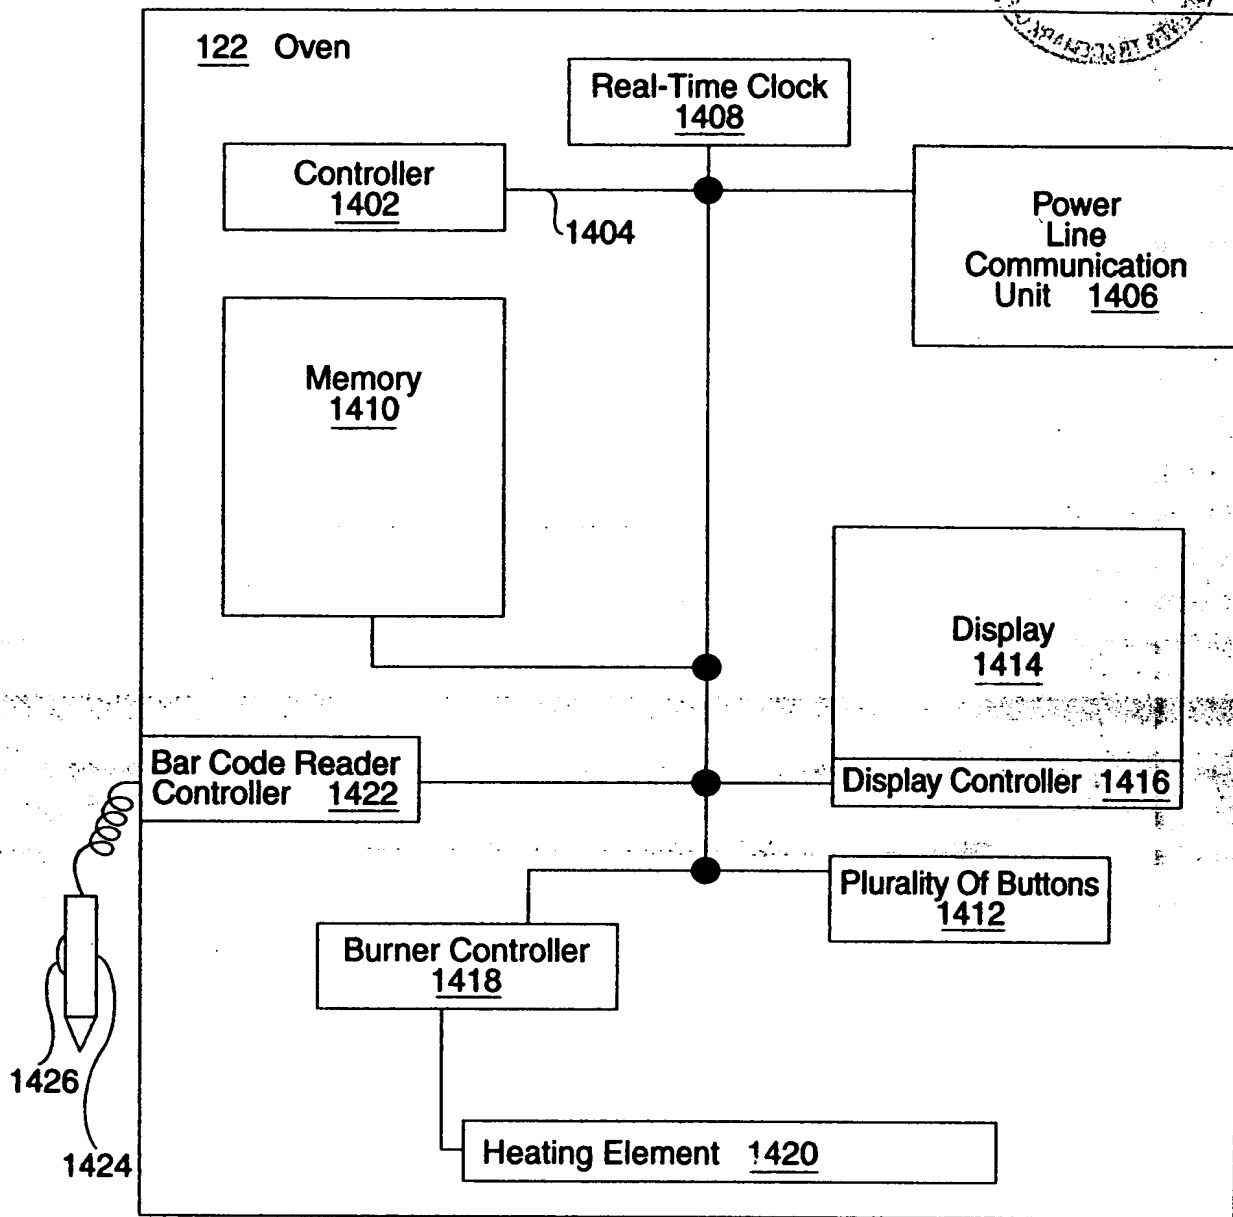 122 Oven
Real-Time Clock
1408
Controller
1402
1404
Power
Line
Communication
Unit 1406
Memory
1410
Display
1414
Bar Code Reader
Controller 1422
Display Controller 1416
Plurality Of Buttons
1412
Burner Controller
1418
1426
1424
Heating Element 1420